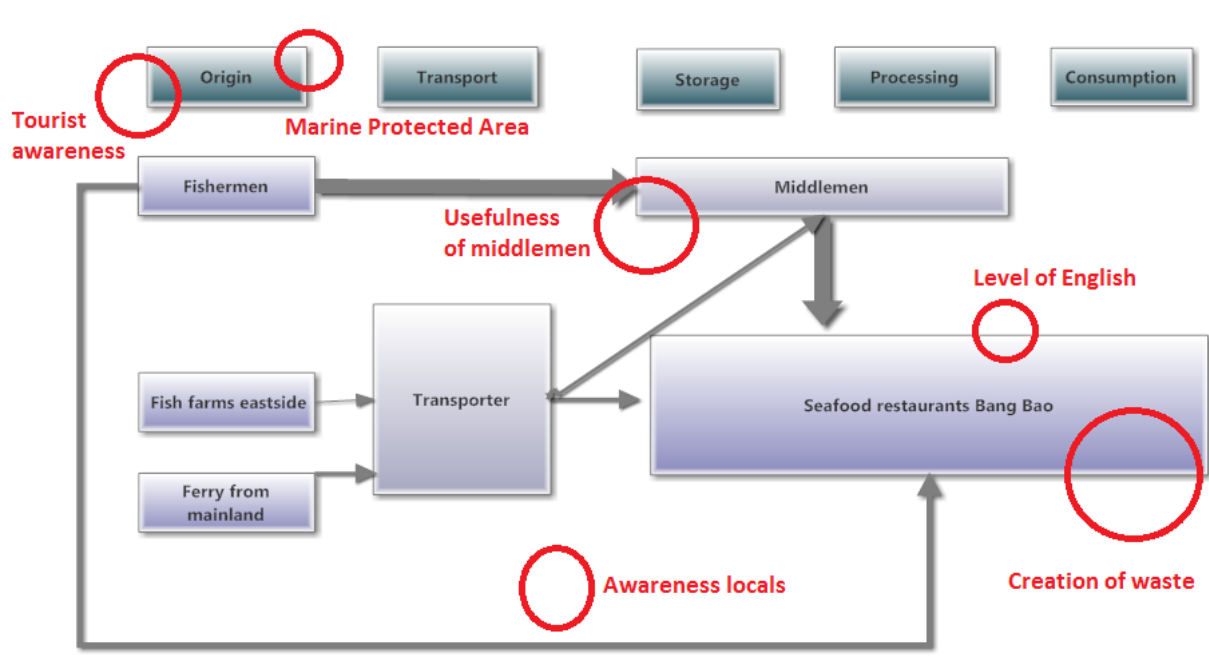 Origin
Transport
Storage
Processing
Consumption
Tourist
awareness
Marine Protected Area
Fishermen
Middlemen
Usefulness
of middlemen
Level of English
Fish farms eastside
Transporter
Seafood restaurants Bang Bao
Ferry from
mainland
Awareness locals
Creation of waste